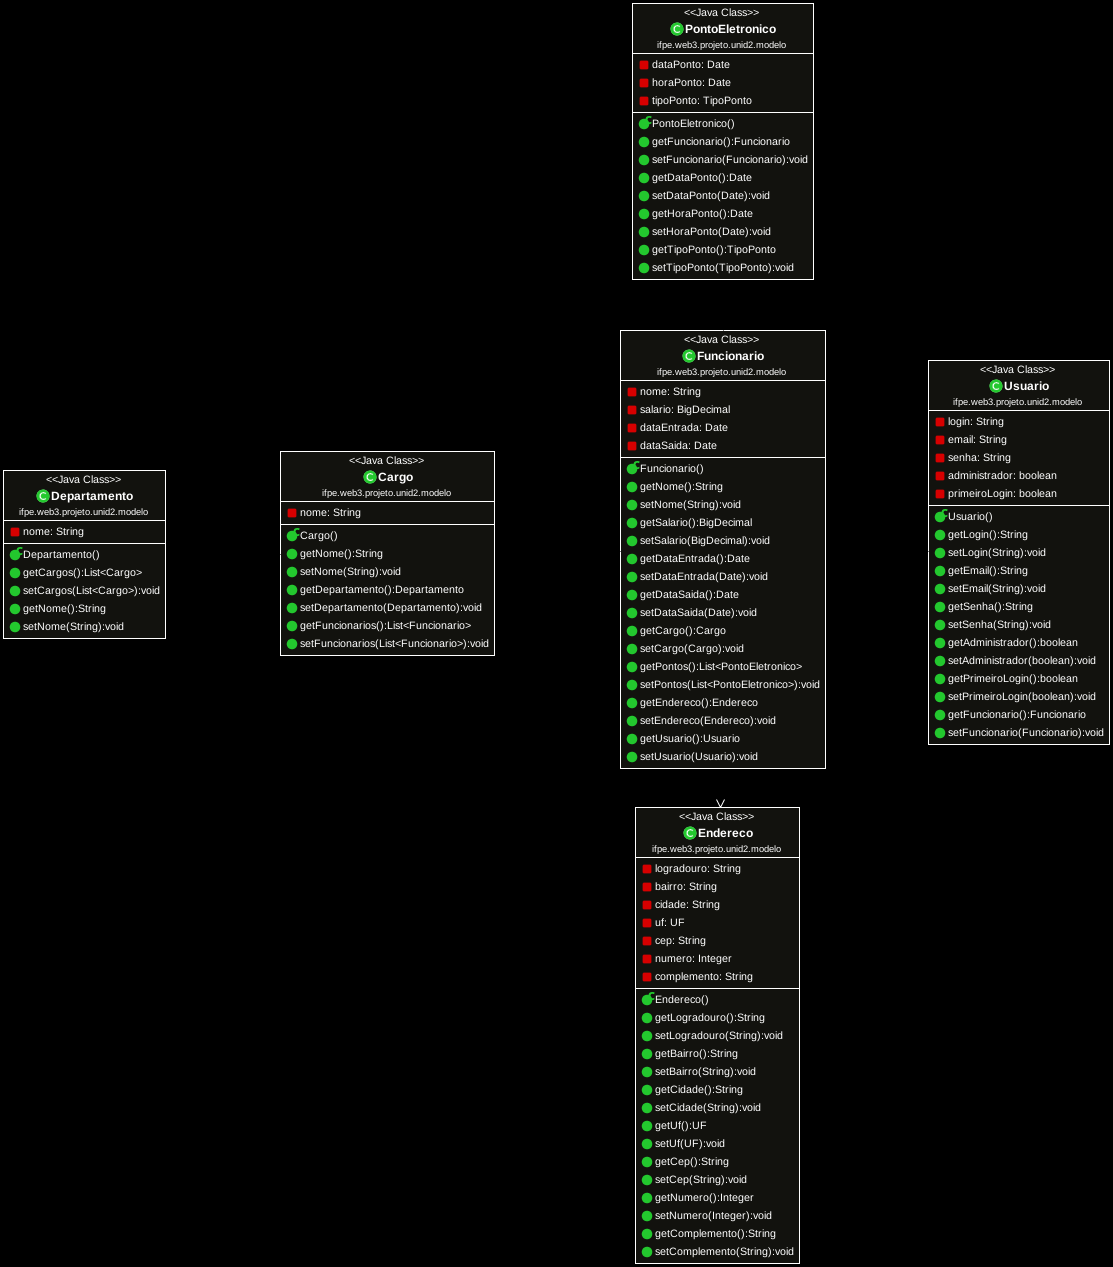 <<Java Class>>
C PontoEletronico
ifpe.web3.projeto.unid2.modelo
dataPonto: Date
horaPonto: Date
tipoPonto: TipoPonto
PontoEletronico()
getFuncionario():Funcionario
setFuncionario(Funcionario):void
getDataPonto():Date
setDataPonto(Date):void
getHoraPonto():Date
setHoraPonto(Date):void
getTipoPonto():TipoPonto
setTipoPonto(TipoPonto):void
<<Java Class>>
C Departamento
ifpe.web3.projeto.unid2.modelo
nome: String
Departamento()
getCargos():List<Cargo>
setCargos(List<Cargo>):void
getNome():String
setNome(String):void
<<Java Class>>
C Cargo
ifpe.web3.projeto.unid2.modelo
nome: String
Cargo()
getNome():String
setNome(String):void
getDepartamento():Departamento
setDepartamento(Departamento):void
getFuncionarios():List<Funcionario>
setFuncionarios(List<Funcionario>):void
<<Java Class>>
C Funcionario
ifpe.web3.projeto.unid2.modelo
nome: String
salario: BigDecimal
dataEntrada: Date
dataSaida: Date
Funcionario()
getNome():String
setNome(String):void
getSalario():BigDecimal
setSalario(BigDecimal):void
getDataEntrada():Date
setDataEntrada(Date):void
getDataSaida():Date
setDataSaida(Date):void
getCargo():Cargo
setCargo(Cargo):void
getPontos():List<PontoEletronico>
setPontos(List<PontoEletronico>):void
getEndereco():Endereco
setEndereco(Endereco):void
getUsuario():Usuario
setUsuario(Usuario):void
<<Java Class>>
C Usuario
ifpe.web3.projeto.unid2.modelo
login: String
email: String
senha: String
administrador: boolean
primeiroLogin: boolean
Usuario()
getLogin():String
setLogin(String):void
getEmail():String
setEmail(String):void
getSenha():String
setSenha(String):void
getAdministrador():boolean
setAdministrador(boolean):void
getPrimeiroLogin():boolean
setPrimeiroLogin(boolean):void
getFuncionario():Funcionario
setFuncionario(Funcionario):void
<<Java Class>>
C Endereco
ifpe.web3.projeto.unid2.modelo
logradouro: String
bairro: String
cidade: String
uf: UF
cep: String
numero: Integer
complemento: String
Endereco()
getLogradouro():String
setLogradouro(String):void
getBairro():String
setBairro(String):void
getCidade():String
setCidade(String):void
getUf():UF
setUf(UF):void
getCep():String
setCep(String):void
getNumero():Integer
setNumero(Integer):void
getComplemento():String
setComplemento(String):void